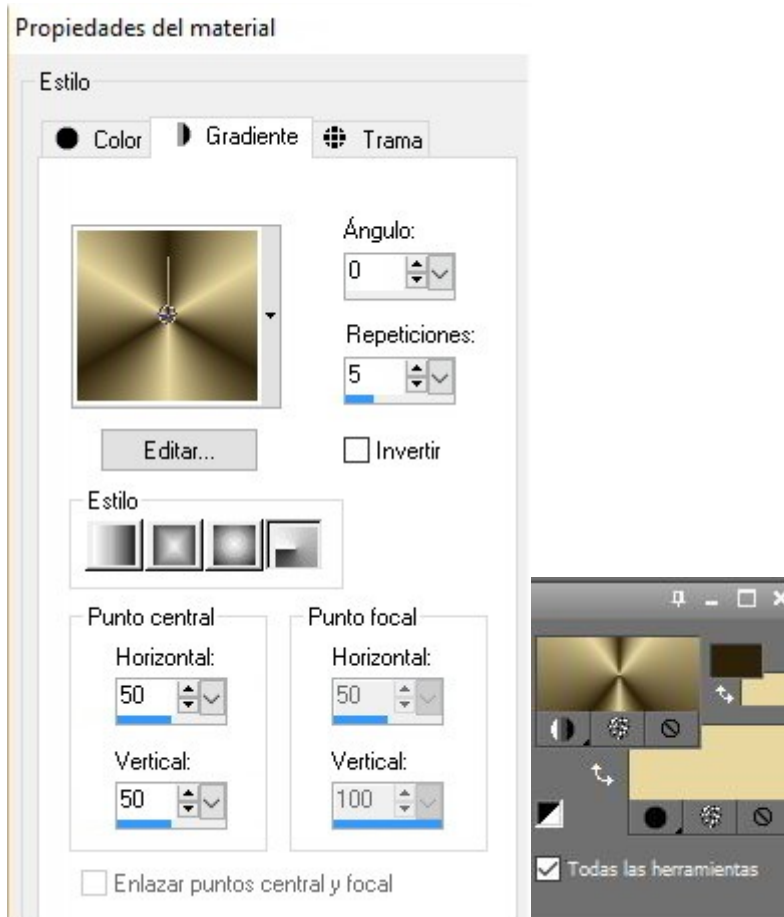 Propiedades del material
Estilo
Color Gradiente Trama
Ángulo:
0
Repeticiones:
5
Editar...
Invertir
Estilo
Punto central
Horizontal:
50
Vertical:
50
Punto focal
Horizontal:
50
Vertical:
100
Enlazar puntos central y focal
Todas las herramientas